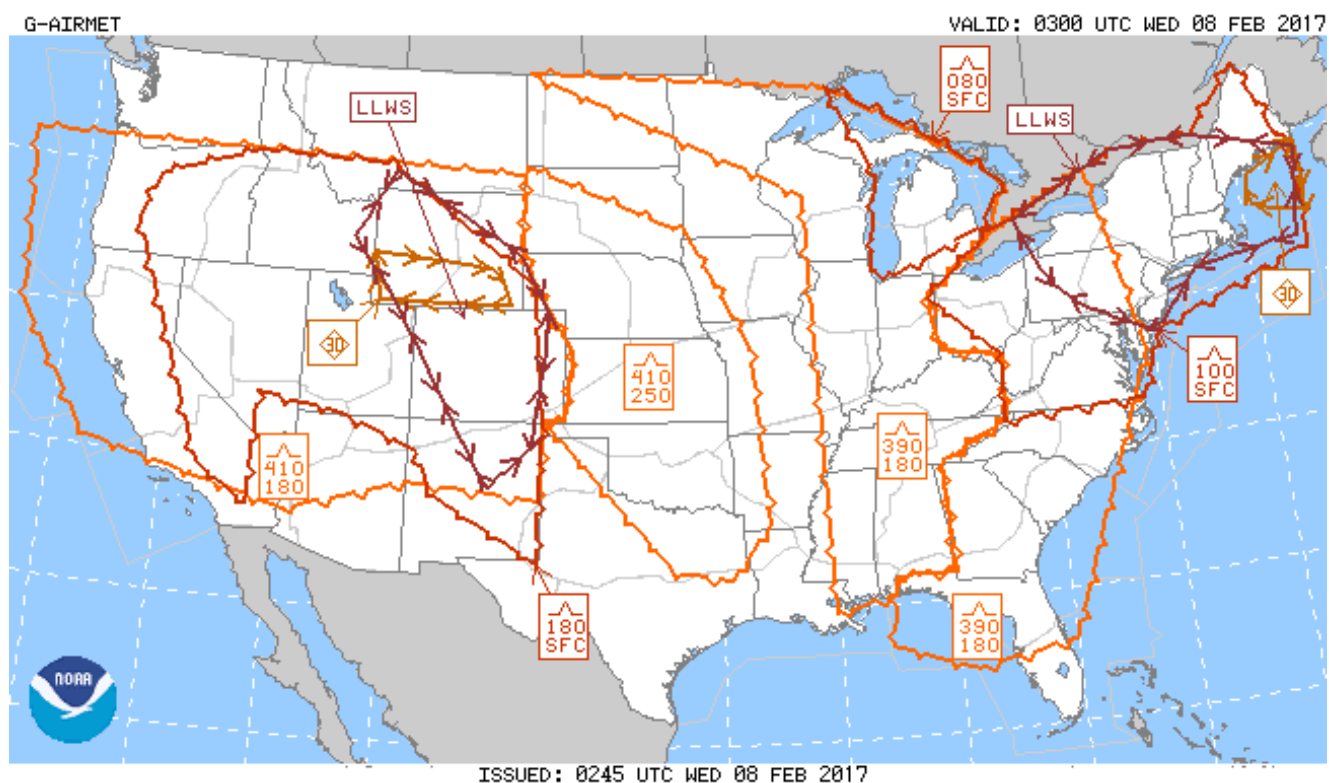 G-AIRMET
VALID: 0300 UTC WED 08 FEB 2017
080
SFC
LLWS
LLWS
30
30
410
250
100
SFC
390
180
410
180
180
SFC
390
180
NOAA
ISSUED: 0245 UTC WED 08 FEB 2017